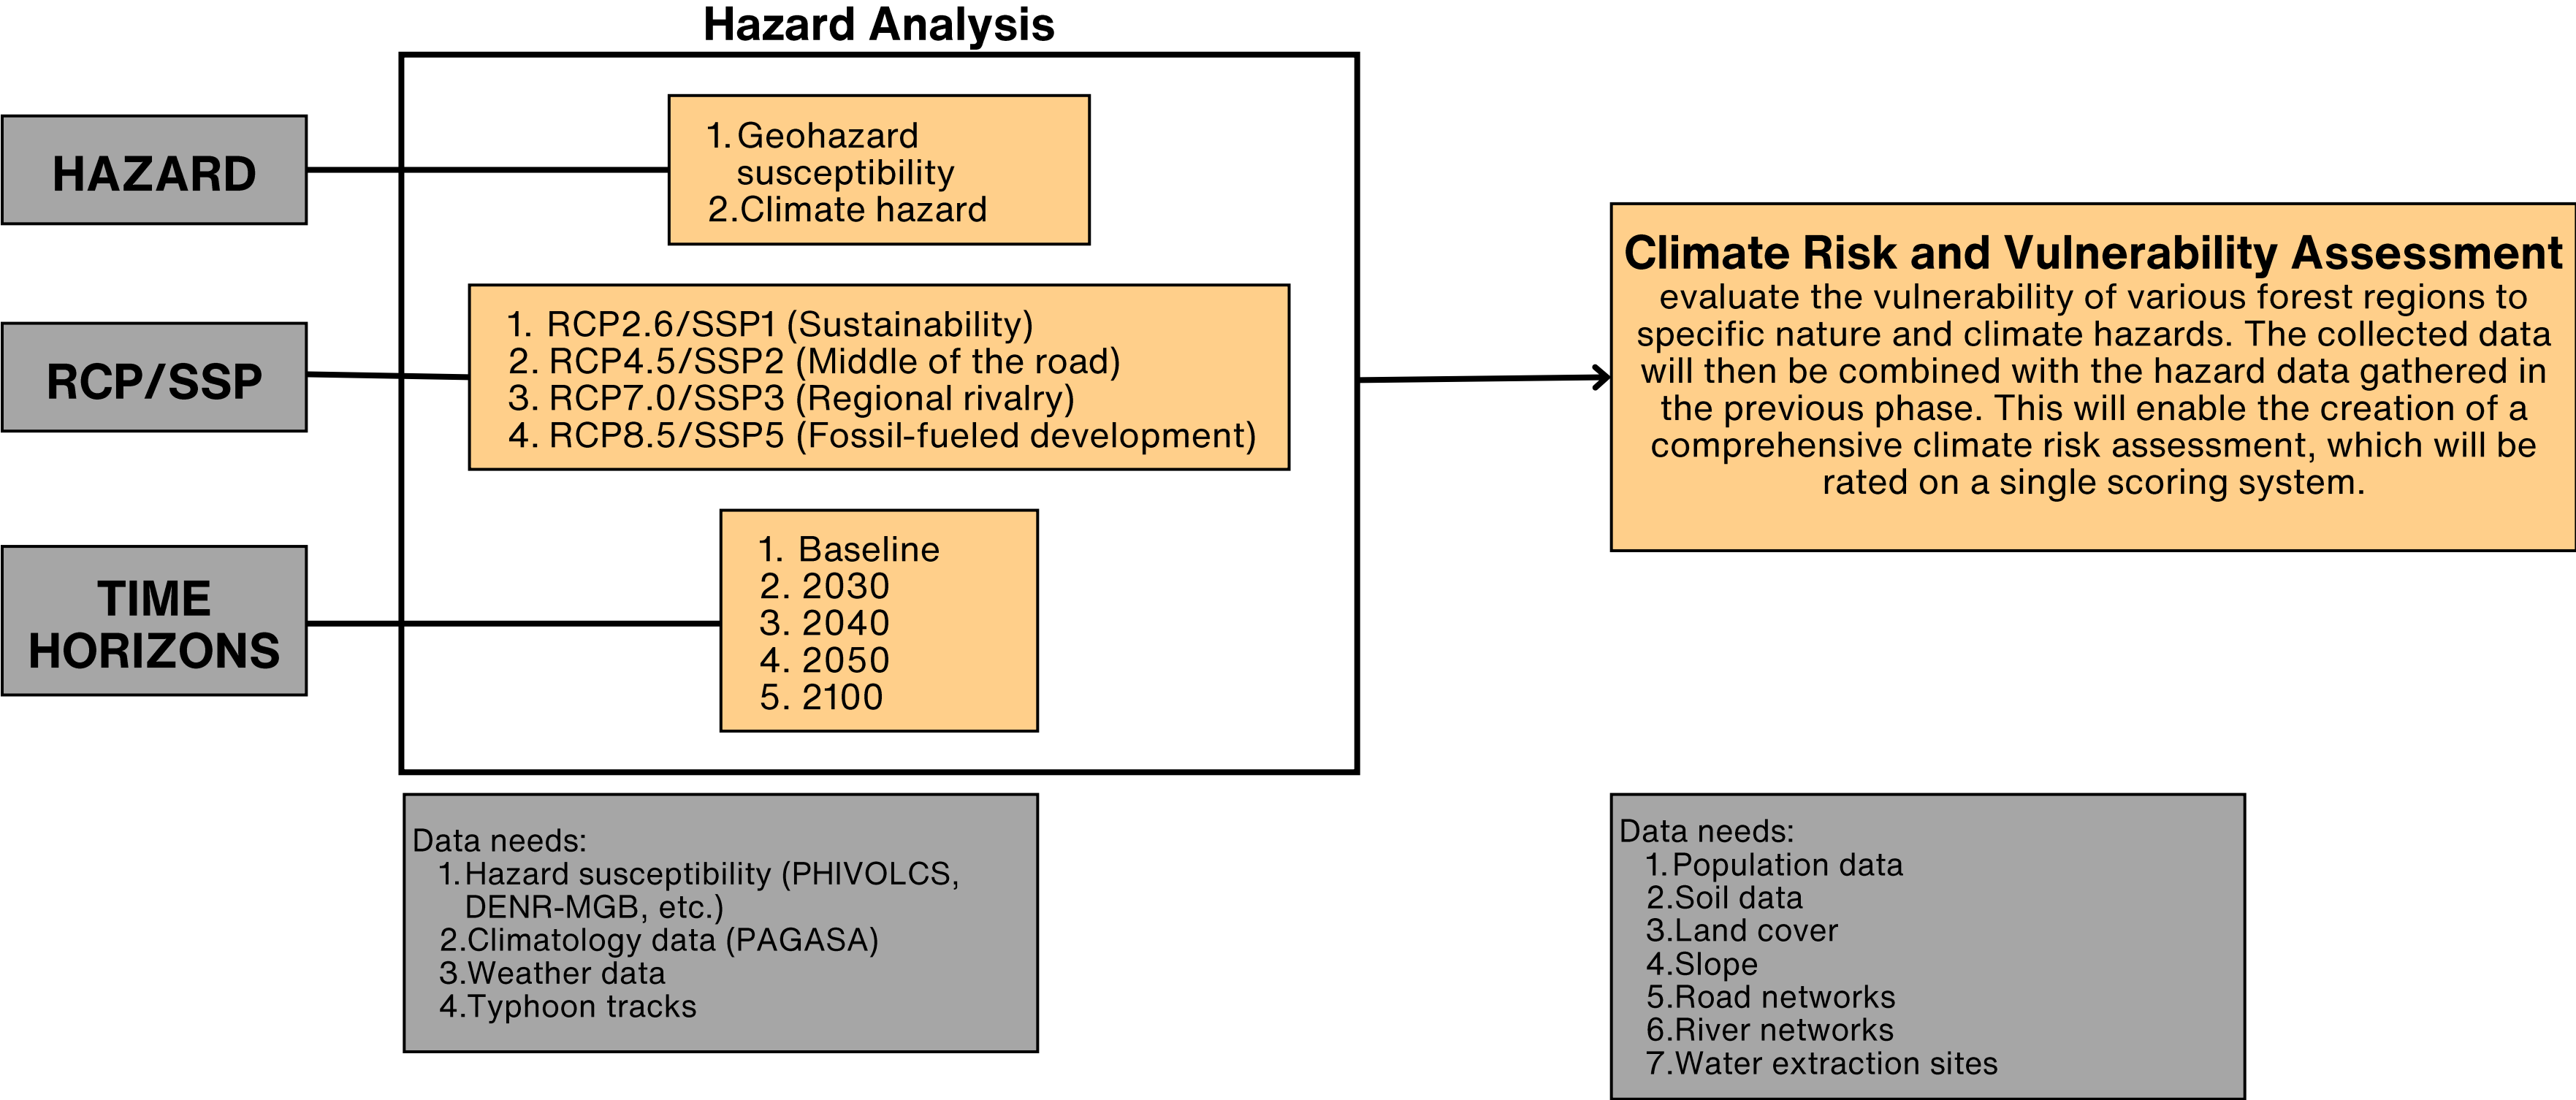 Hazard Analysis
HAZARD
1. Geohazard
susceptibility
2. Climate hazard
RCP/SSP
1. RCP2.6/SSP1 (Sustainability)
2. RCP4.5/SSP2 (Middle of the road)
3. RCP7.0/SSP3 (Regional rivalry)
4. RCP8.5/SSP5 (Fossil-fueled development)
TIME
HORIZONS
1. Baseline
2. 2030
3. 2040
4. 2050
5. 2100
Climate Risk and Vulnerability Assessment
evaluate the vulnerability of various forest regions to
specific nature and climate hazards. The collected data
will then be combined with the hazard data gathered in
the previous phase. This will enable the creation of a
comprehensive climate risk assessment, which will be
rated on a single scoring system.
Data needs:
1. Hazard susceptibility (PHIVOLCS,
DENR-MGB, etc.)
2. Climatology data (PAGASA)
3. Weather data
4. Typhoon tracks
Data needs:
1. Population data
2. Soil data
3. Land cover
4. Slope
5. Road networks
6. River networks
7. Water extraction sites